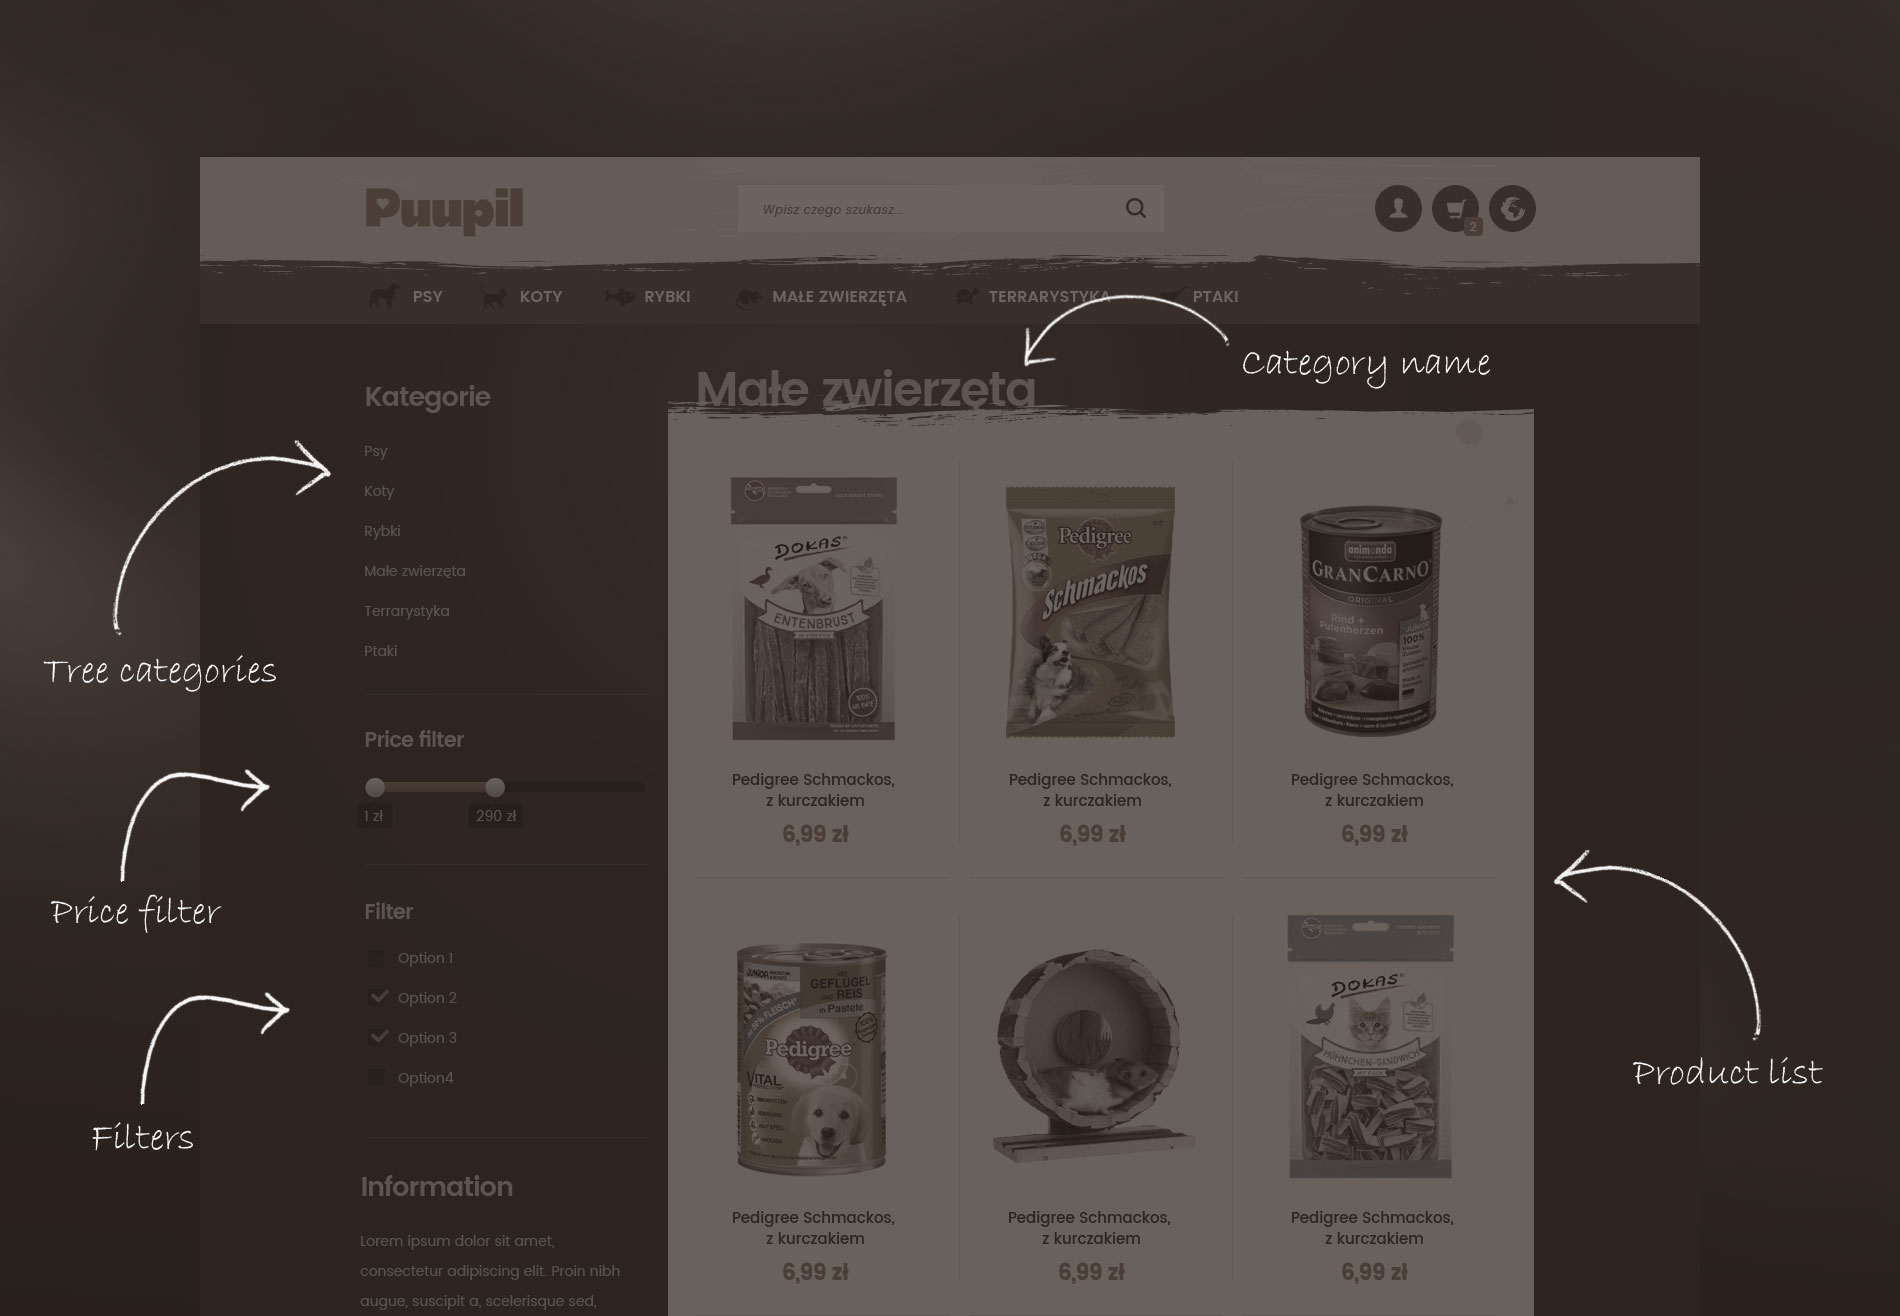 Puupil
Wpisz czego szukasz...
2
PSY KOTY RYBKI MAŁE ZWIERZĘTA TERRARYSTYKA PTAKI
Category name
Małe zwierzęta
Kategorie
Psy
Koty
Rybki
Małe zwierzęta
Terrarystyka
Ptaki
Tree categories
Price filter
1 zł 290 zł
Price filter
Filter
Option 1
Option 2
Option 3
Option4
Filters
Information
Lorem ipsum dolor sit amet,
consectetur adipiscing elit. Proin nibh
augue, suscipit a, scelerisque sed,
DOKAS
ENTENBRUST
Pedigree
Schmackos
animonda
GRANCARNO
ORIGINAL
Rind +
Putenherzen
JUNIOR
100%
Pedigree Schmackos,
z kurczakiem
6,99 zł
Pedigree Schmackos,
z kurczakiem
6,99 zł
Pedigree Schmackos,
z kurczakiem
6,99 zł
Product list
JUNIOR
MIT
GEFLÜGEL
UND REIS
in Pastete
Pedigree
VITAL
DOKAS
HÜHNCHEN-SANDWICH
MIT FISCH
Pedigree Schmackos,
z kurczakiem
6,99 zł
Pedigree Schmackos,
z kurczakiem
6,99 zł
Pedigree Schmackos,
z kurczakiem
6,99 zł